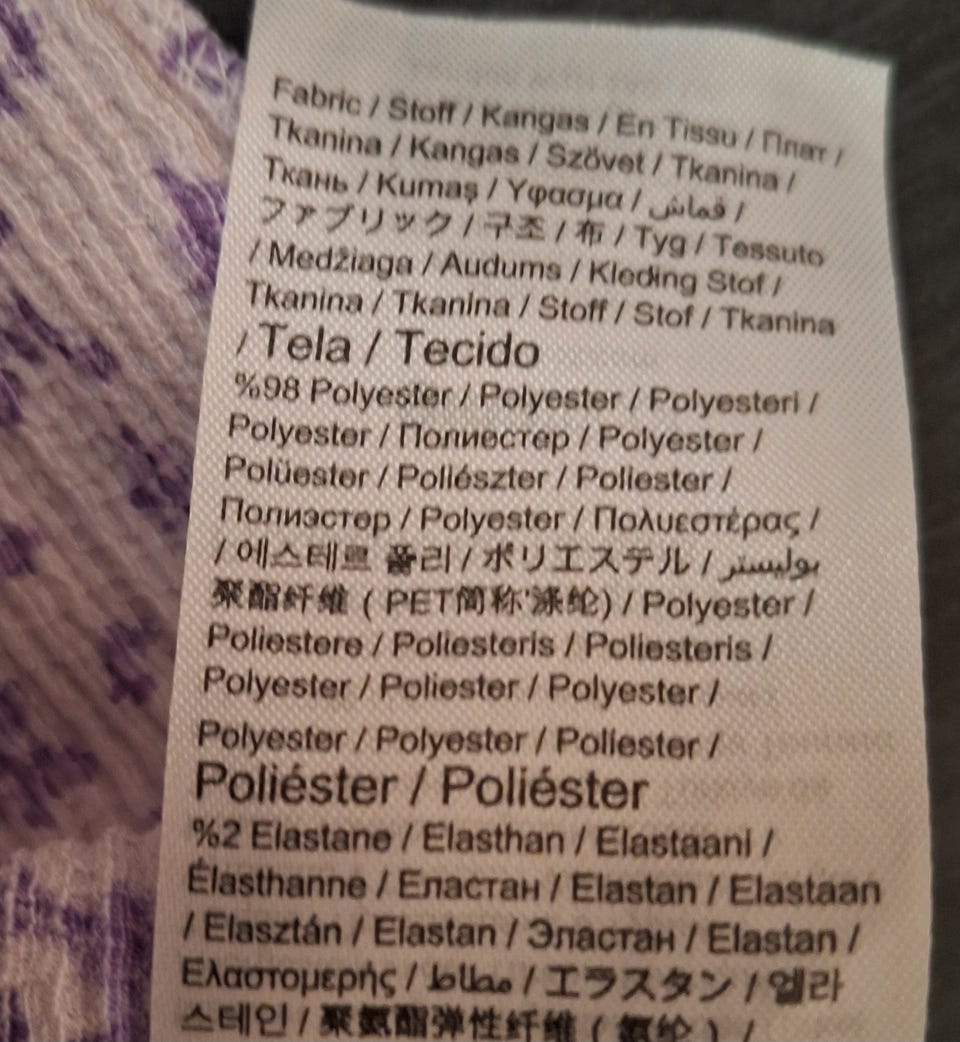 Fabric / Stoff / Kangas / En Tissu / Плат /
Tkanina / Kangas / Szövet / Tkanina /
Ткань / Kumaş / Υφασμα / قماش /
ファブリック / 구조 / 布 / Tyg / Tessuto
/ Medžiaga / Audums / Kleding Stof /
Tkanina / Tkanina / Stoff / Stof / Tkanina
/ Tela / Tecido
%98 Polyester / Polyester / Polyesteri /
Polyester / Полиестер / Polyester /
Polüester / Poliészter / Poliester /
Полиэстер / Polyester / Πολυεστέρας /
/ 에스테르 폴리 / ポリエステル / بوليستر
聚酯纤维 ( PET简称'涤纶) / Polyester /
Poliestere / Poliesteris / Poliesteris /
Polyester / Poliester / Polyester /
Polyester / Polyester / Poliester /
Poliéster / Poliéster
%2 Elastane / Elasthan / Elastaani /
Élasthanne / Еластан / Elastan / Elastaan
/ Elasztán / Elastan / Эластан / Elastan /
Ελαστομερής / مطاط / エラスタン / 엘라
스테인 / 聚氨酯弹性纤维 ( 氨纶 ) /